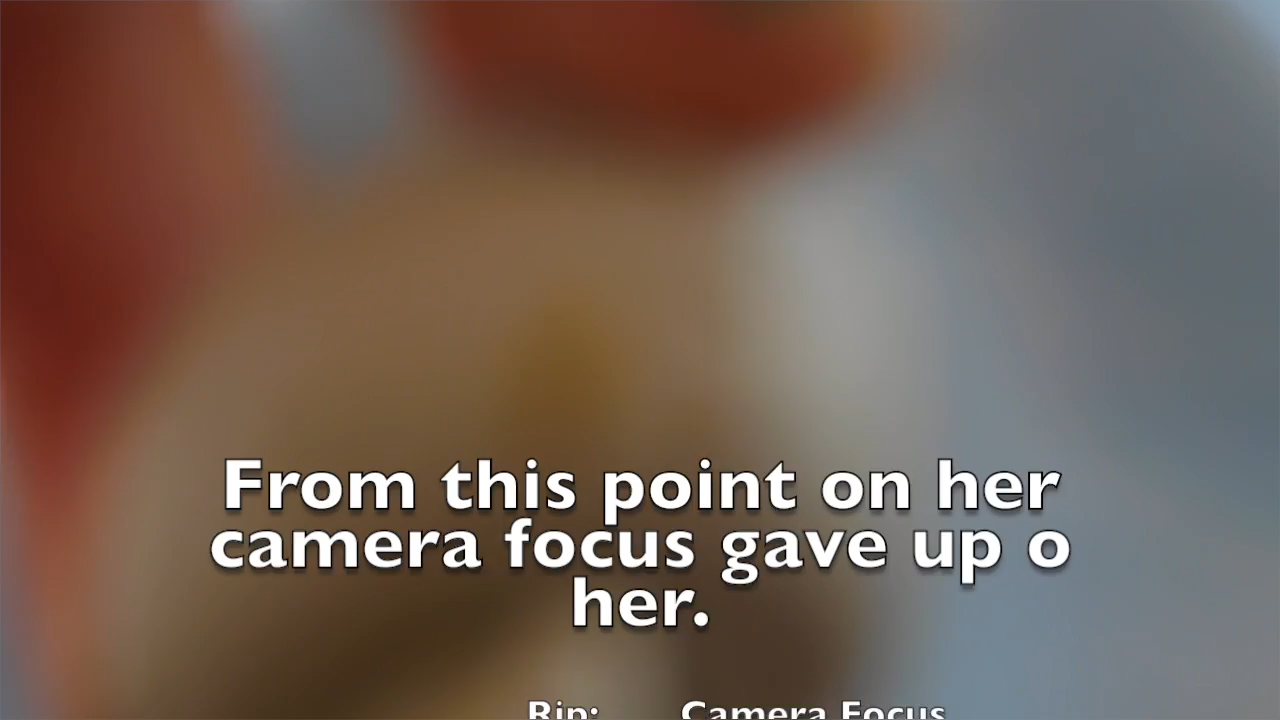 From this point on her
camera focus gave up o
her.
Rip: Camera Focus